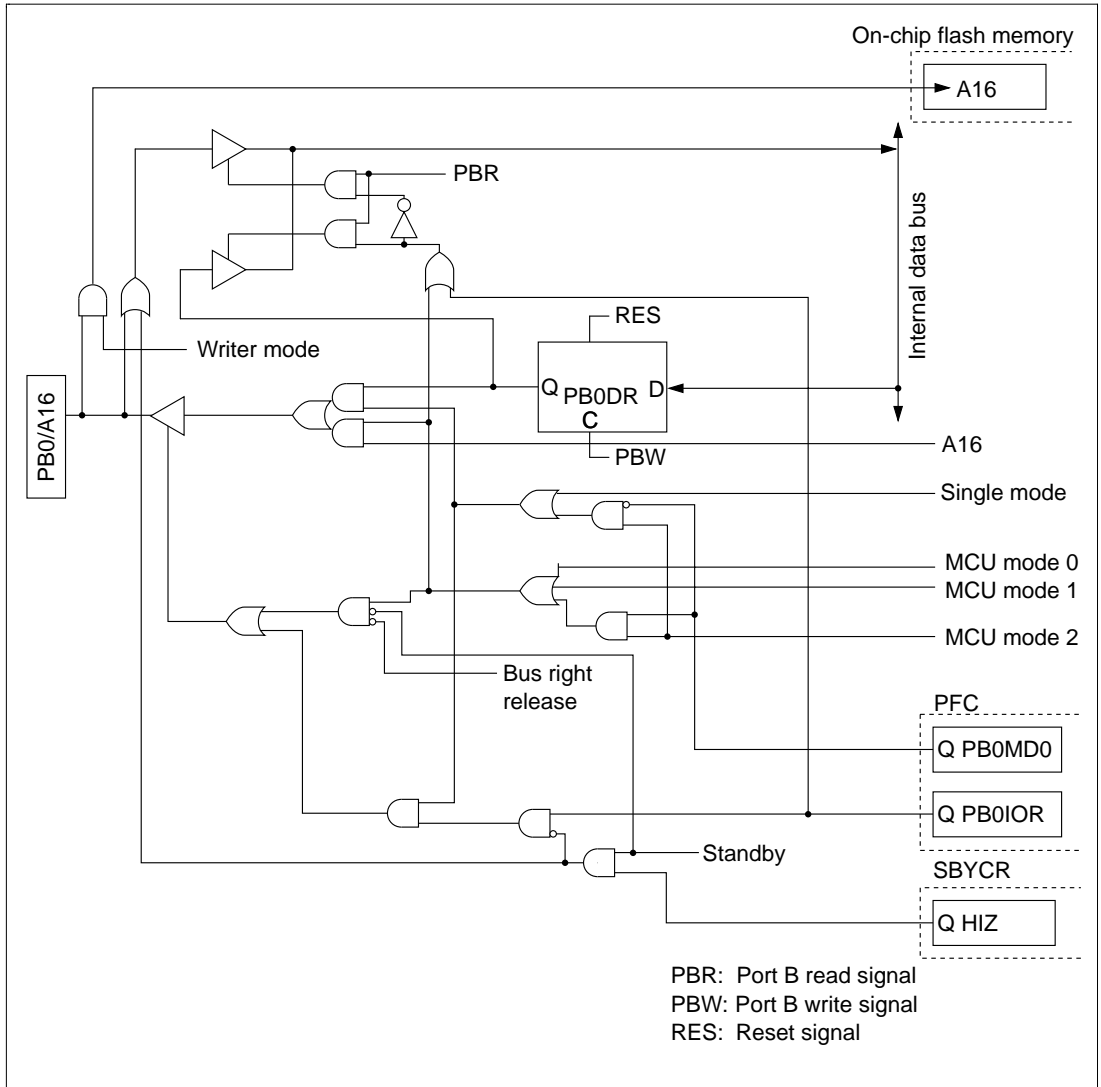 On-chip flash memory
A16
PBR
Internal data bus
RES
Writer mode
Q PB0DR D
C
PB0/A16
PBW
A16
Single mode
MCU mode 0
MCU mode 1
MCU mode 2
Bus right
release
PFC
Q PB0MD0
Q PB0IOR
Standby
SBYCR
Q HIZ
PBR: Port B read signal
PBW: Port B write signal
RES: Reset signal